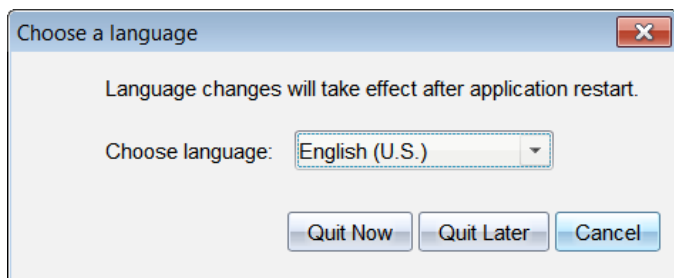 Choose a language
Language changes will take effect after application restart.
Choose language: English (U.S.)
Quit Now Quit Later Cancel